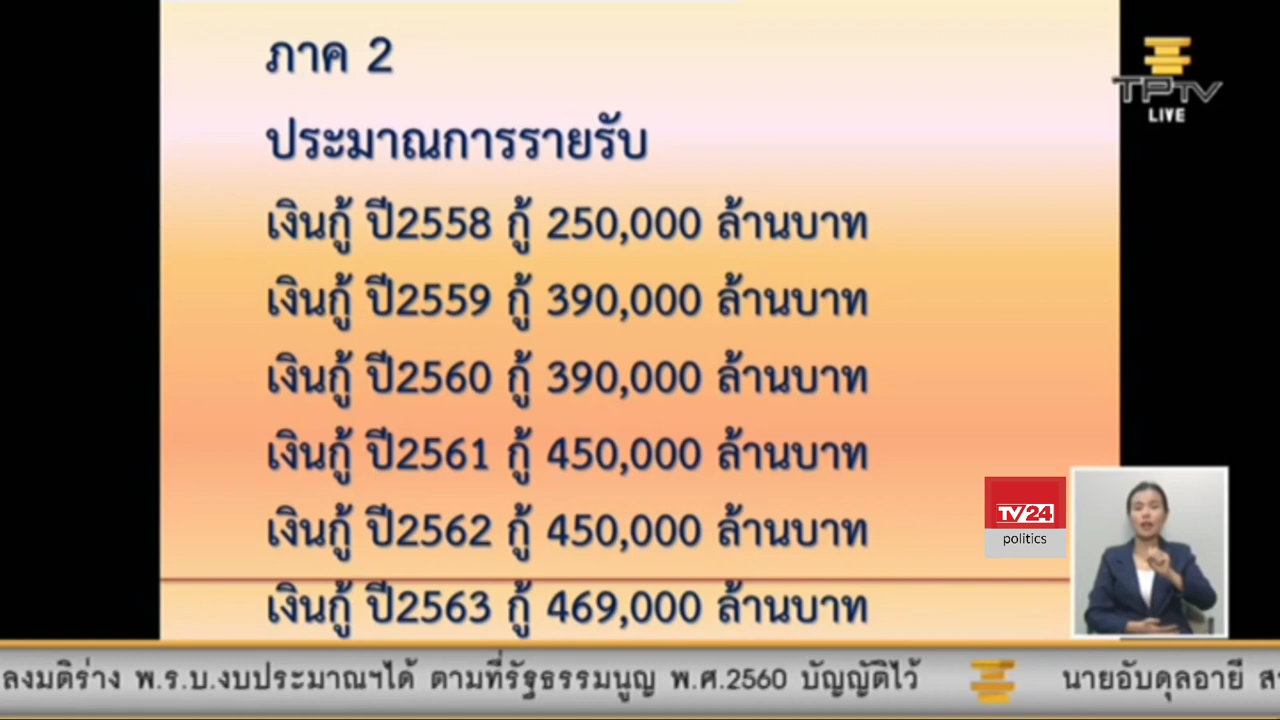 ภาค 2
ประมาณการรายรับ
เงินกู้ ปี2558 กู้ 250,000 ล้านบาท
เงินกู้ ปี2559 กู้ 390,000 ล้านบาท
เงินกู้ ปี2560 กู้ 390,000 ล้านบาท
เงินกู้ ปี2561 กู้ 450,000 ล้านบาท
เงินกู้ ปี2562 กู้ 450,000 ล้านบาท
เงินกู้ ปี2563 กู้ 469,000 ล้านบาท
TPTV
LIVE
TV24
politics
ลงมติร่าง พ.ร.บ.งบประมาณฯได้ ตามที่รัฐธรรมนูญ พ.ศ.2560 บัญญัติไว้ นายอับดุลอายี